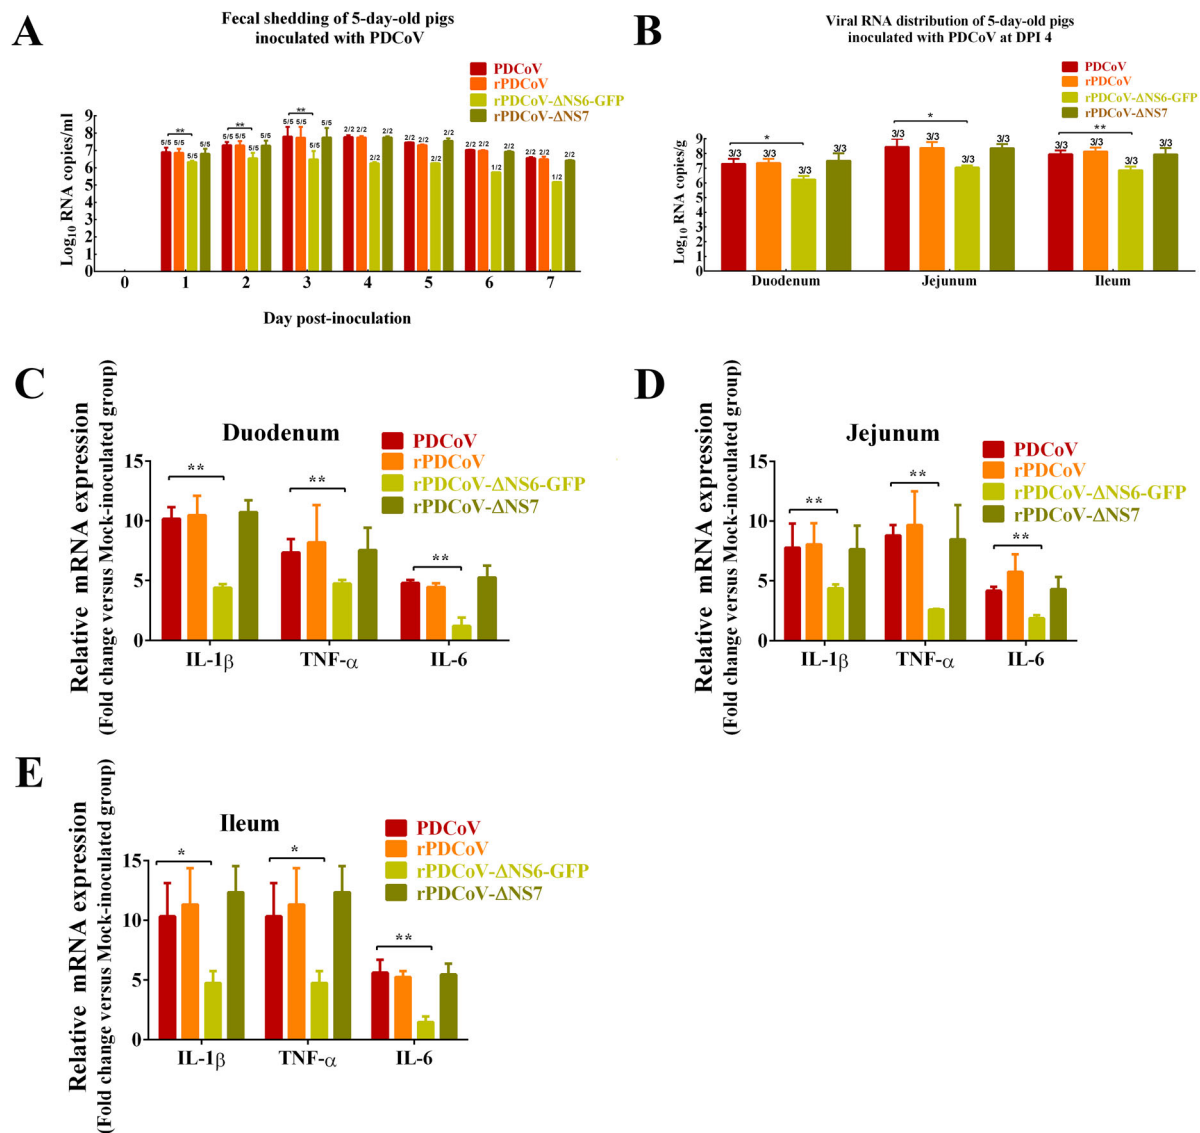 A
Fecal shedding of 5-day-old pigs
inoculated with PDCoV
PDCoV
rPDCoV
rPDCoV-ΔNS6-GFP
rPDCoV-ΔNS7
Log10 RNA copies/ml
9
8
7
6
5
4
3
2
1
0
** ** **
5/5 5/5 5/5 5/5 5/5 5/5 5/5 5/5 5/5 5/5 5/5 5/5 2/2 2/2 2/2 2/2 2/2 2/2 2/2 2/2 2/2 2/2 2/2 2/2 2/2 2/2 1/2 2/2
0 1 2 3 4 5 6 7
Day post-inoculation
B
Viral RNA distribution of 5-day-old pigs
inoculated with PDCoV at DPI 4
PDCoV
rPDCoV
rPDCoV-ΔNS6-GFP
rPDCoV-ΔNS7
Log10 RNA copies/g
9
8
7
6
5
4
3
2
1
0
* * **
3/3 3/3 3/3 3/3 3/3 3/3 3/3 3/3 3/3 3/3 3/3 3/3
Duodenum Jejunum Ileum
C
Relative mRNA expression
(Fold change versus Mock-inoculated group)
Duodenum
PDCoV
rPDCoV
rPDCoV-ΔNS6-GFP
rPDCoV-ΔNS7
15
10
5
0
** ** **
IL-1β TNF-α IL-6
D
Relative mRNA expression
(Fold change versus Mock-inoculated group)
Jejunum
PDCoV
rPDCoV
rPDCoV-ΔNS6-GFP
rPDCoV-ΔNS7
15
10
5
0
** ** **
IL-1β TNF-α IL-6
E
Relative mRNA expression
(Fold change versus Mock-inoculated group)
Ileum
PDCoV
rPDCoV
rPDCoV-ΔNS6-GFP
rPDCoV-ΔNS7
15
10
5
0
* * **
IL-1β TNF-α IL-6